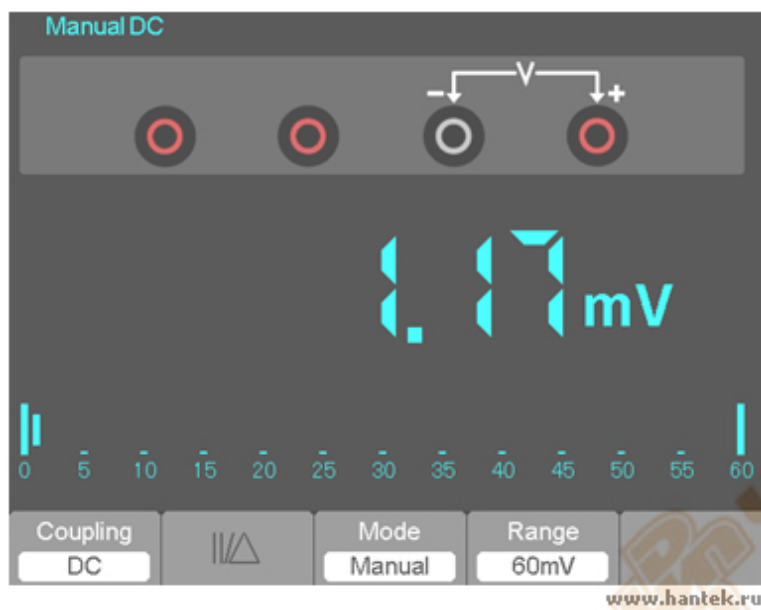 Manual DC
V
- +
1.17 mV
0 5 10 15 20 25 30 35 40 45 50 55 60
Coupling Mode Range
DC Manual 60mV
www.hantek.ru